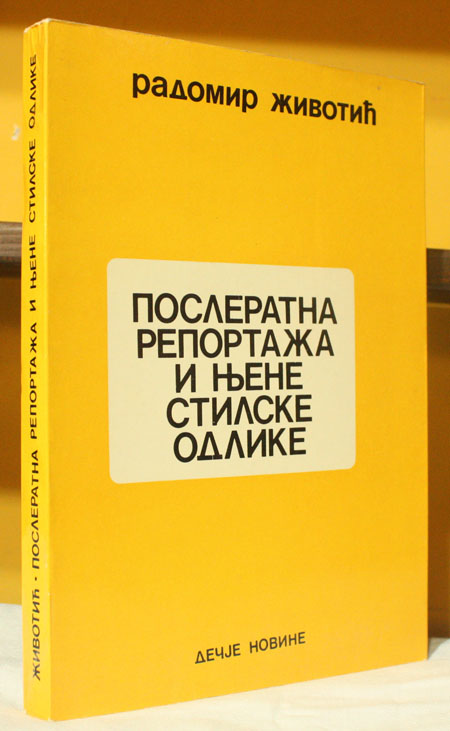 радомир животић
ПОСЛЕРАТНА
РЕПОРТАЖА
И ЊЕНЕ
СТИЛСКЕ
ОДЛИКЕ
ДЕЧЈЕ НОВИНЕ
ЖИВОТИЋ · ПОСЛЕРАТНА РЕПОРТАЖА И ЊЕНЕ СТИЛСКЕ ОДЛИКЕ